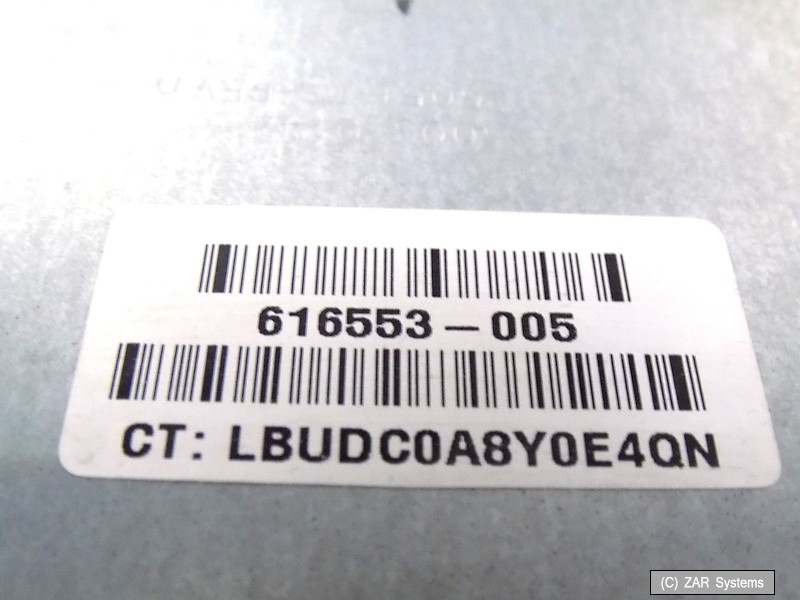 616553-005
CT: LBUDC0A8Y0E4QN
(C) ZAR Systems